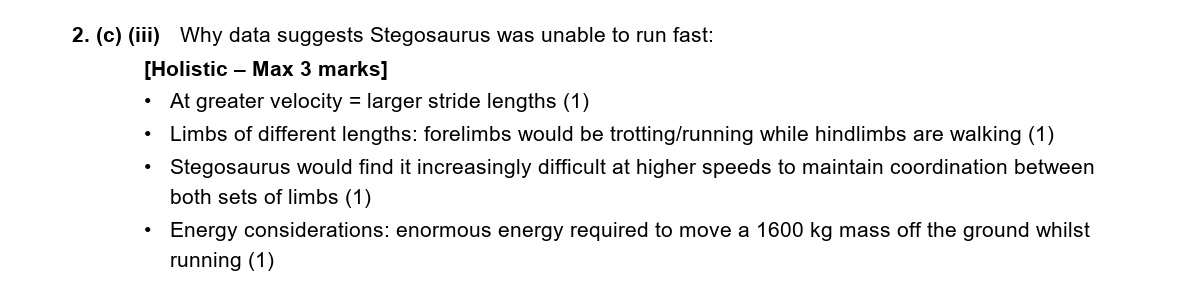 2. (c) (iii) Why data suggests Stegosaurus was unable to run fast:
[Holistic – Max 3 marks]
• At greater velocity = larger stride lengths (1)
• Limbs of different lengths: forelimbs would be trotting/running while hindlimbs are walking (1)
• Stegosaurus would find it increasingly difficult at higher speeds to maintain coordination between
both sets of limbs (1)
• Energy considerations: enormous energy required to move a 1600 kg mass off the ground whilst
running (1)